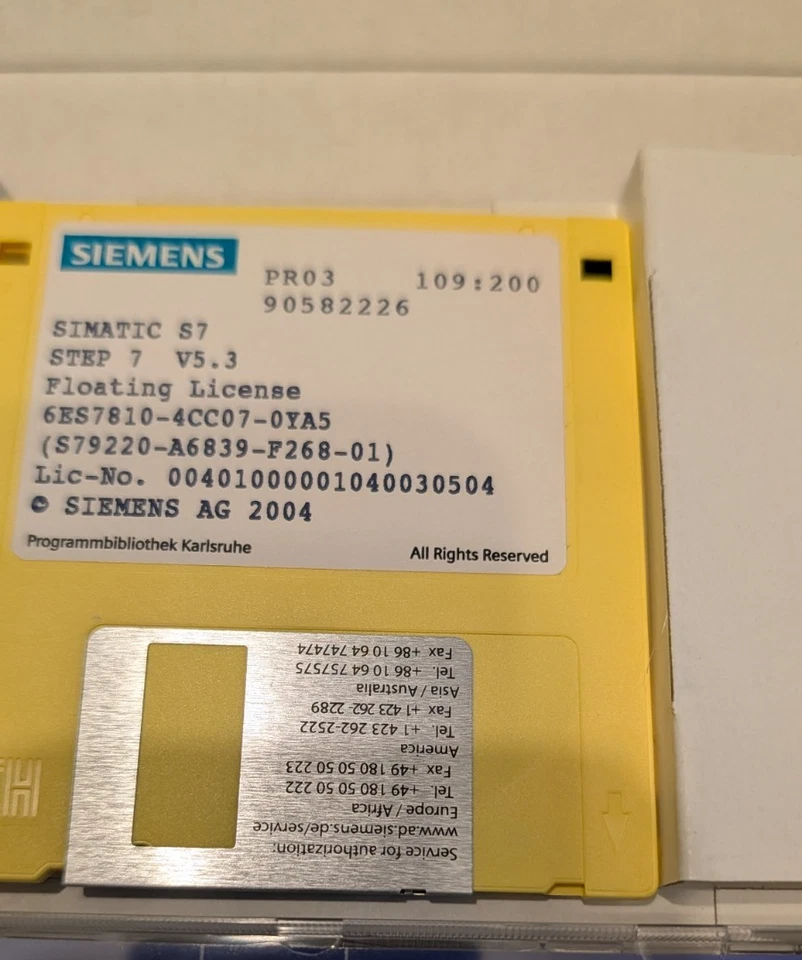 SIEMENS
PR03 109:200
90582226
SIMATIC S7
STEP 7 V5.3
Floating License
6ES7810-4CC07-0YA5
(S79220-A6839-F268-01)
Lic-No. 00401000001040030504
© SIEMENS AG 2004
Programmbibliothek Karlsruhe All Rights Reserved
Service for authorization:
www.ad.siemens.de/service
Europe / Africa
Tel. +49 180 50 50 222
Fax +49 180 50 50 223
America
Tel. +1 423 262-2522
Fax +1 423 262-2289
Asia / Australia
Tel. +86 10 64 757575
Fax +86 10 64 747474